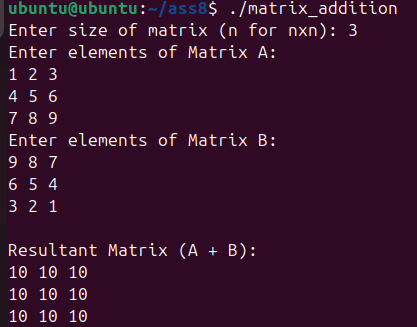 ubuntu@ubuntu:~/ass8$ ./matrix_addition
Enter size of matrix (n for nxn): 3
Enter elements of Matrix A:
1 2 3
4 5 6
7 8 9
Enter elements of Matrix B:
9 8 7
6 5 4
3 2 1
Resultant Matrix (A + B):
10 10 10
10 10 10
10 10 10